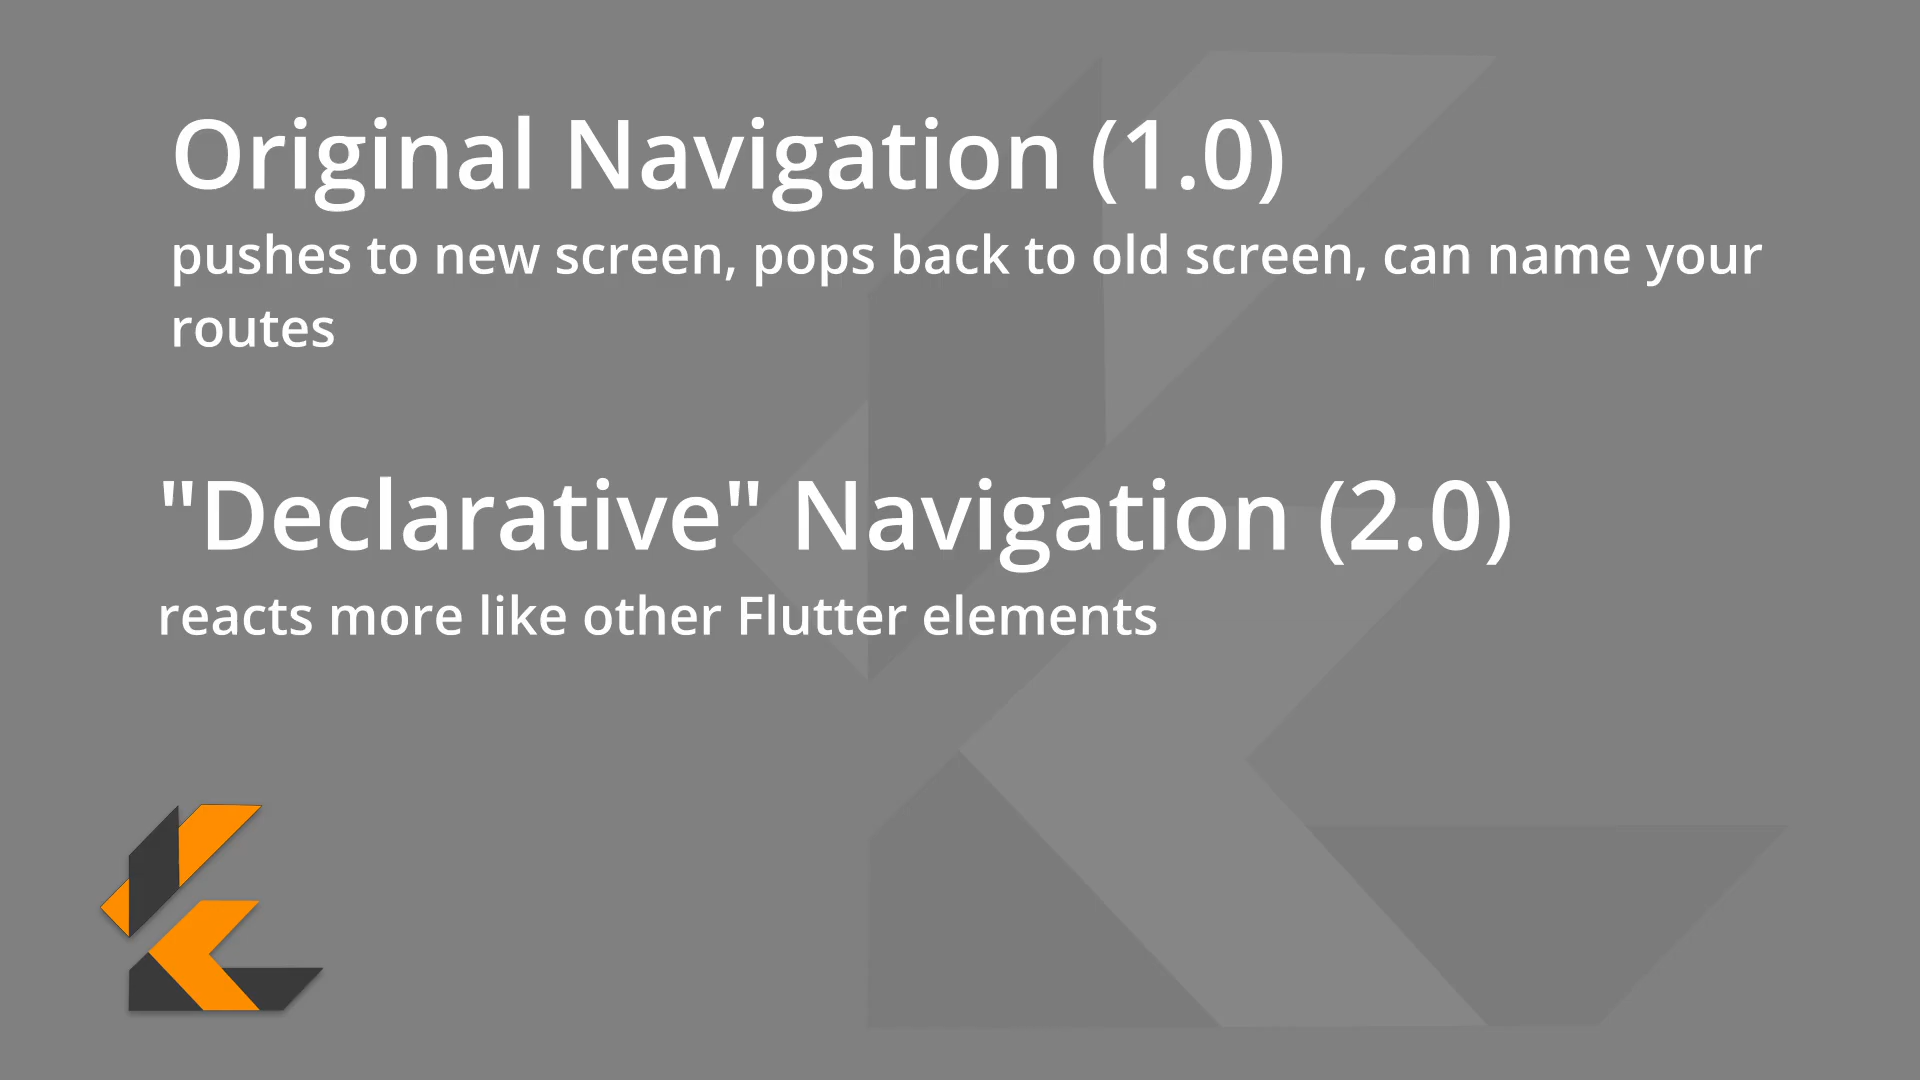 Original Navigation (1.0)
pushes to new screen, pops back to old screen, can name your
routes
"Declarative" Navigation (2.0)
reacts more like other Flutter elements